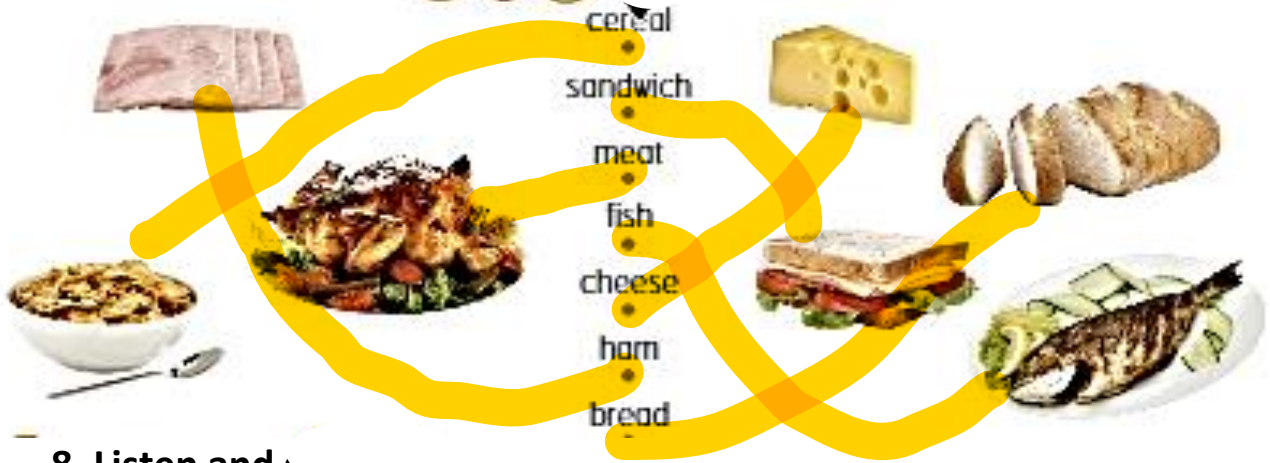 cereal
sandwich
meat
fish
cheese
ham
bread
8. Listen and